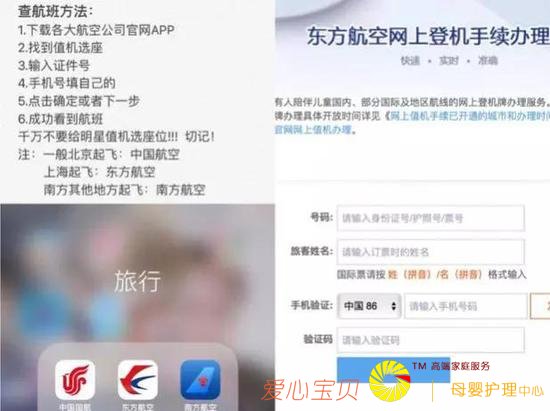 查航班方法:
1.下载各大航空公司官网APP
2.找到值机选座
3.输入证件号
4.手机号填自己的
5.点击确定或者下一步
6.成功看到航班
千万不要给明星值机选座位!!! 切记!
注: 一般北京起飞: 中国航空
上海起飞: 东方航空
南方其他地方起飞: 南方航空
旅行
中国国航
东方航空
南方航空
东方航空网上登机手续办理
快速 · 实时 · 准确
有人陪伴儿童国内、部分国际及地区航线的网上登机牌办理服务。
牌办理具体开放时间详见《网上值机手续已开通的城市和办理时间
官网网上值机办理。
号码: 请输入身份证号/护照号/票号
旅客姓名: 请输入订票时的姓名
国际票请按 姓（拼音）/名（拼音）格式输入
手机验证: 中国 86 请输入手机号码
验证码 请输入验证码
爱心宝贝
TM 高端家庭服务
母婴护理中心